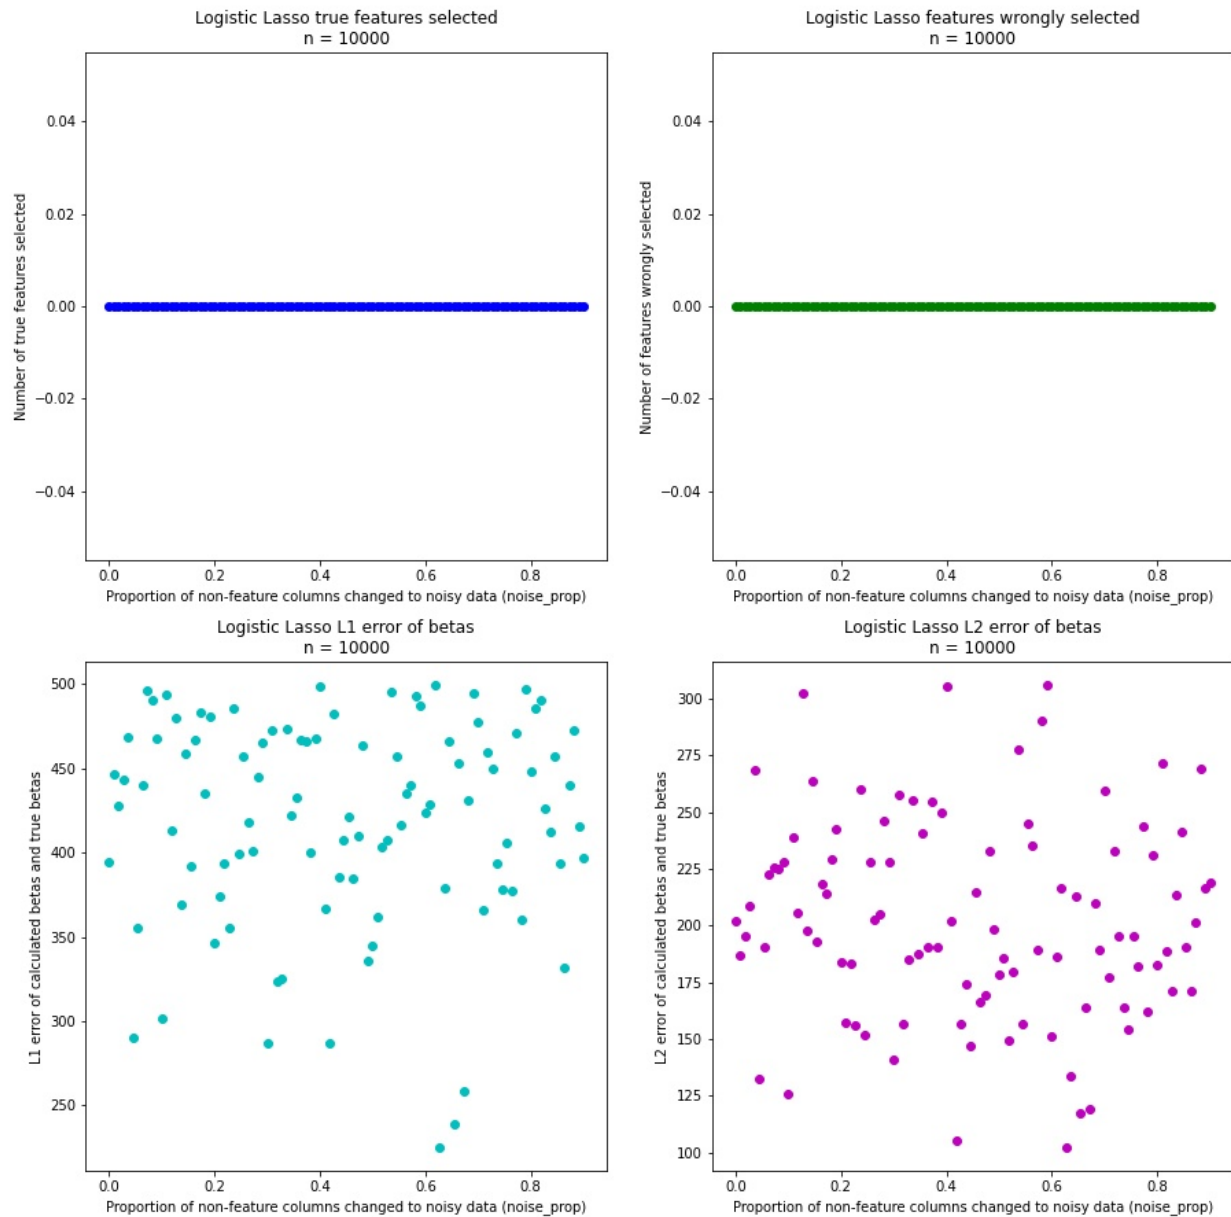 Logistic Lasso true features selected
n = 10000
Number of true features selected
0.04
0.02
0.00
−0.02
−0.04
0.0 0.2 0.4 0.6 0.8
Proportion of non-feature columns changed to noisy data (noise_prop)
Logistic Lasso features wrongly selected
n = 10000
Number of features wrongly selected
0.04
0.02
0.00
−0.02
−0.04
0.0 0.2 0.4 0.6 0.8
Proportion of non-feature columns changed to noisy data (noise_prop)
Logistic Lasso L1 error of betas
n = 10000
L1 error of calculated betas and true betas
500
450
400
350
300
250
0.0 0.2 0.4 0.6 0.8
Proportion of non-feature columns changed to noisy data (noise_prop)
Logistic Lasso L2 error of betas
n = 10000
L2 error of calculated betas and true betas
300
275
250
225
200
175
150
125
100
0.0 0.2 0.4 0.6 0.8
Proportion of non-feature columns changed to noisy data (noise_prop)